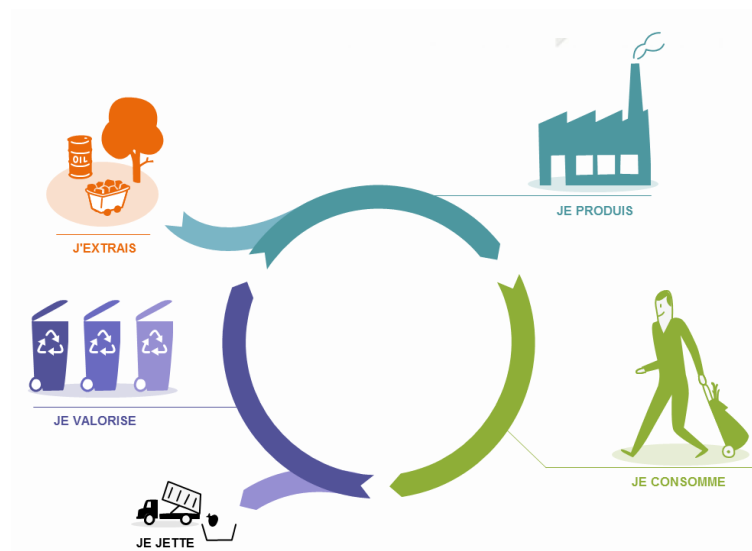 OIL
J'EXTRAIS
JE PRODUIS
JE VALORISE
JE CONSOMME
JE JETTE